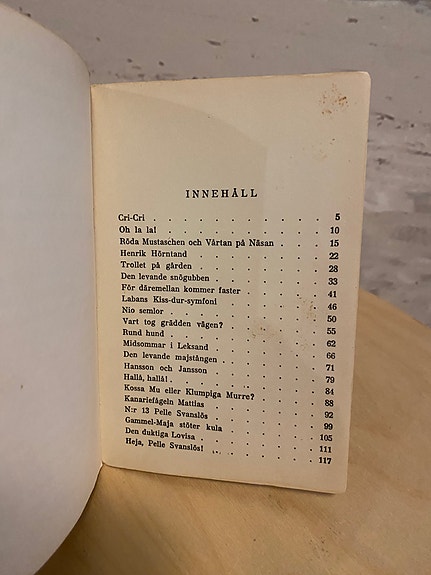 INNEHÅLL
Cri-Cri . . . . . . . . . . . 5
Oh la la! . . . . . . . . . . 10
Röda Mustaschen och Vårtan på Näsan . . . . 15
Henrik Hörntand . . . . . . . . . 22
Trollet på gården . . . . . . . . . 28
Den levande snögubben . . . . . . . 33
För däremellan kommer faster . . . . . . 41
Labans Kiss-dur-symfoni . . . . . . . 46
Nio semlor . . . . . . . . . . 50
Vart tog grädden vägen? . . . . . . . 55
Rund hund . . . . . . . . . . 62
Midsommar i Leksand . . . . . . . . 66
Den levande majstången . . . . . . . 71
Hansson och Jansson . . . . . . . . 79
Hallå, hallå! . . . . . . . . . . 84
Kossa Mu eller Klumpiga Murre? . . . . . 88
Kanariefågeln Mattias . . . . . . . . 92
N:r 13 Pelle Svanslös . . . . . . . . 99
Gammel-Maja stöter kula . . . . . . . 105
Den duktiga Lovisa . . . . . . . . 111
Heja, Pelle Svanslös! . . . . . . . . 117